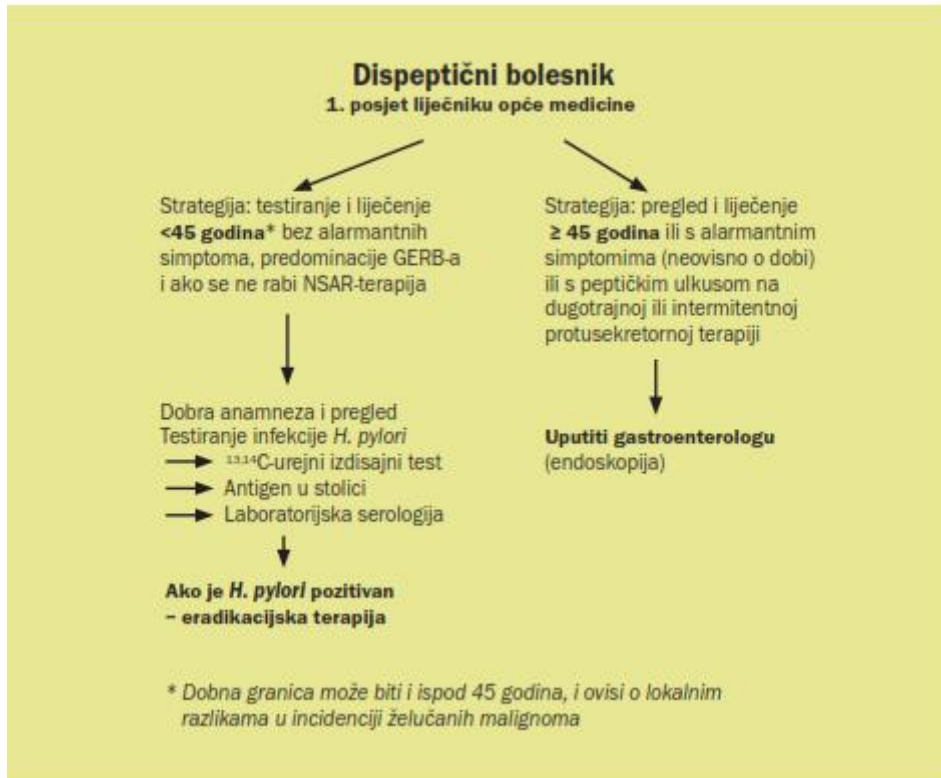 Dispeptični bolesnik
1. posjet liječniku opće medicine
Strategija: testiranje i liječenje
<45 godina* bez alarmantnih
simptoma, predominacije GERB-a
i ako se ne rabi NSAR-terapija
Dobra anamneza i pregled
Testiranje infekcije H. pylori
13,14C-urejni izdisajni test
Antigen u stolici
Laboratorijska serologija
Ako je H. pylori pozitivan
– eradikacijska terapija
Strategija: pregled i liječenje
≥ 45 godina ili s alarmantnim
simptomima (neovisno o dobi)
ili s peptičkim ulkusom na
dugotrajnoj ili intermitentnoj
protusekretornoj terapiji
Uputiti gastroenterologu
(endoskopija)
* Dobna granica može biti i ispod 45 godina, i ovisi o lokalnim
razlikama u incidenciji želučanih malignoma